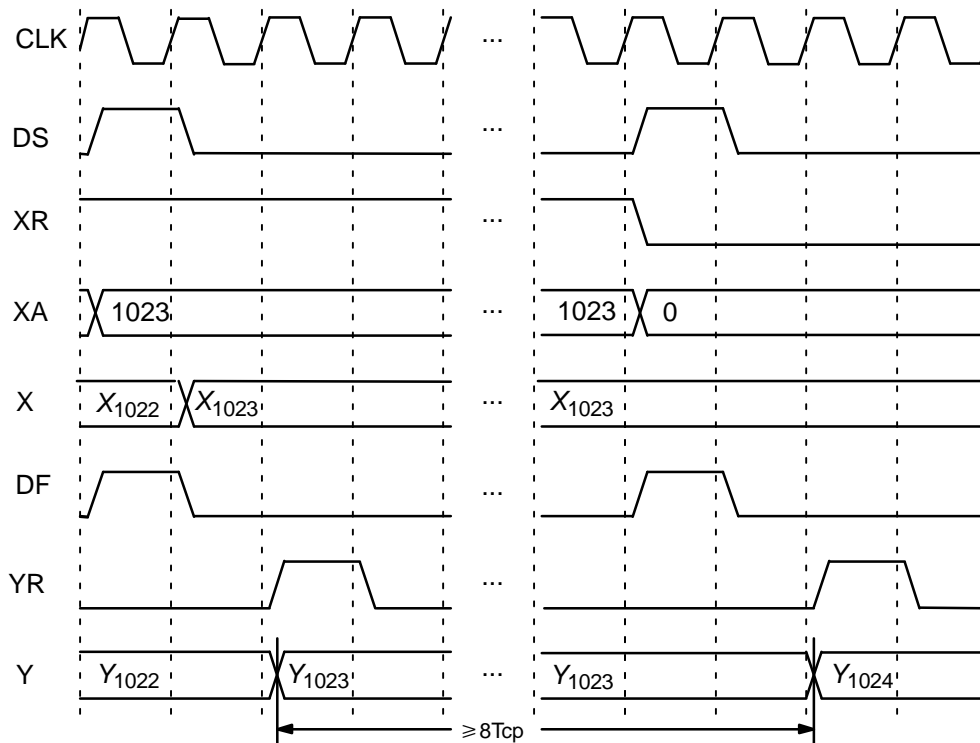 CLK ...
DS ...
XR ...
XA 1023 ... 1023 0
X X1022 X1023 ... X1023
DF ...
YR ...
Y Y1022 Y1023 ... Y1023 Y1024
≥8Tcp